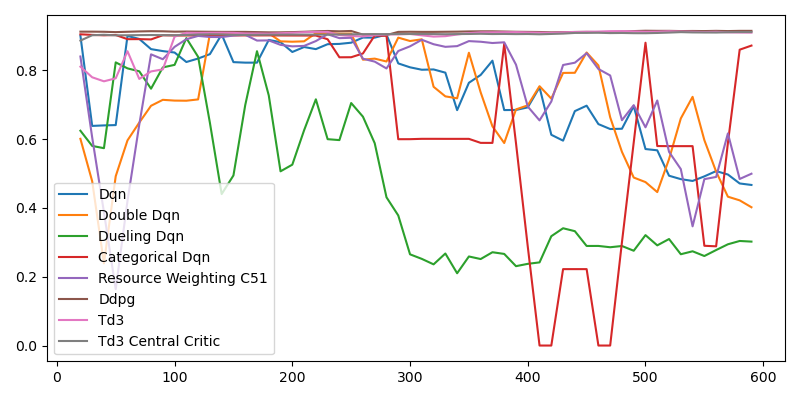 0.8
0.6
0.4
0.2
0.0
Dqn
Double Dqn
Dueling Dqn
Categorical Dqn
Resource Weighting C51
Ddpg
Td3
Td3 Central Critic
0 100 200 300 400 500 600